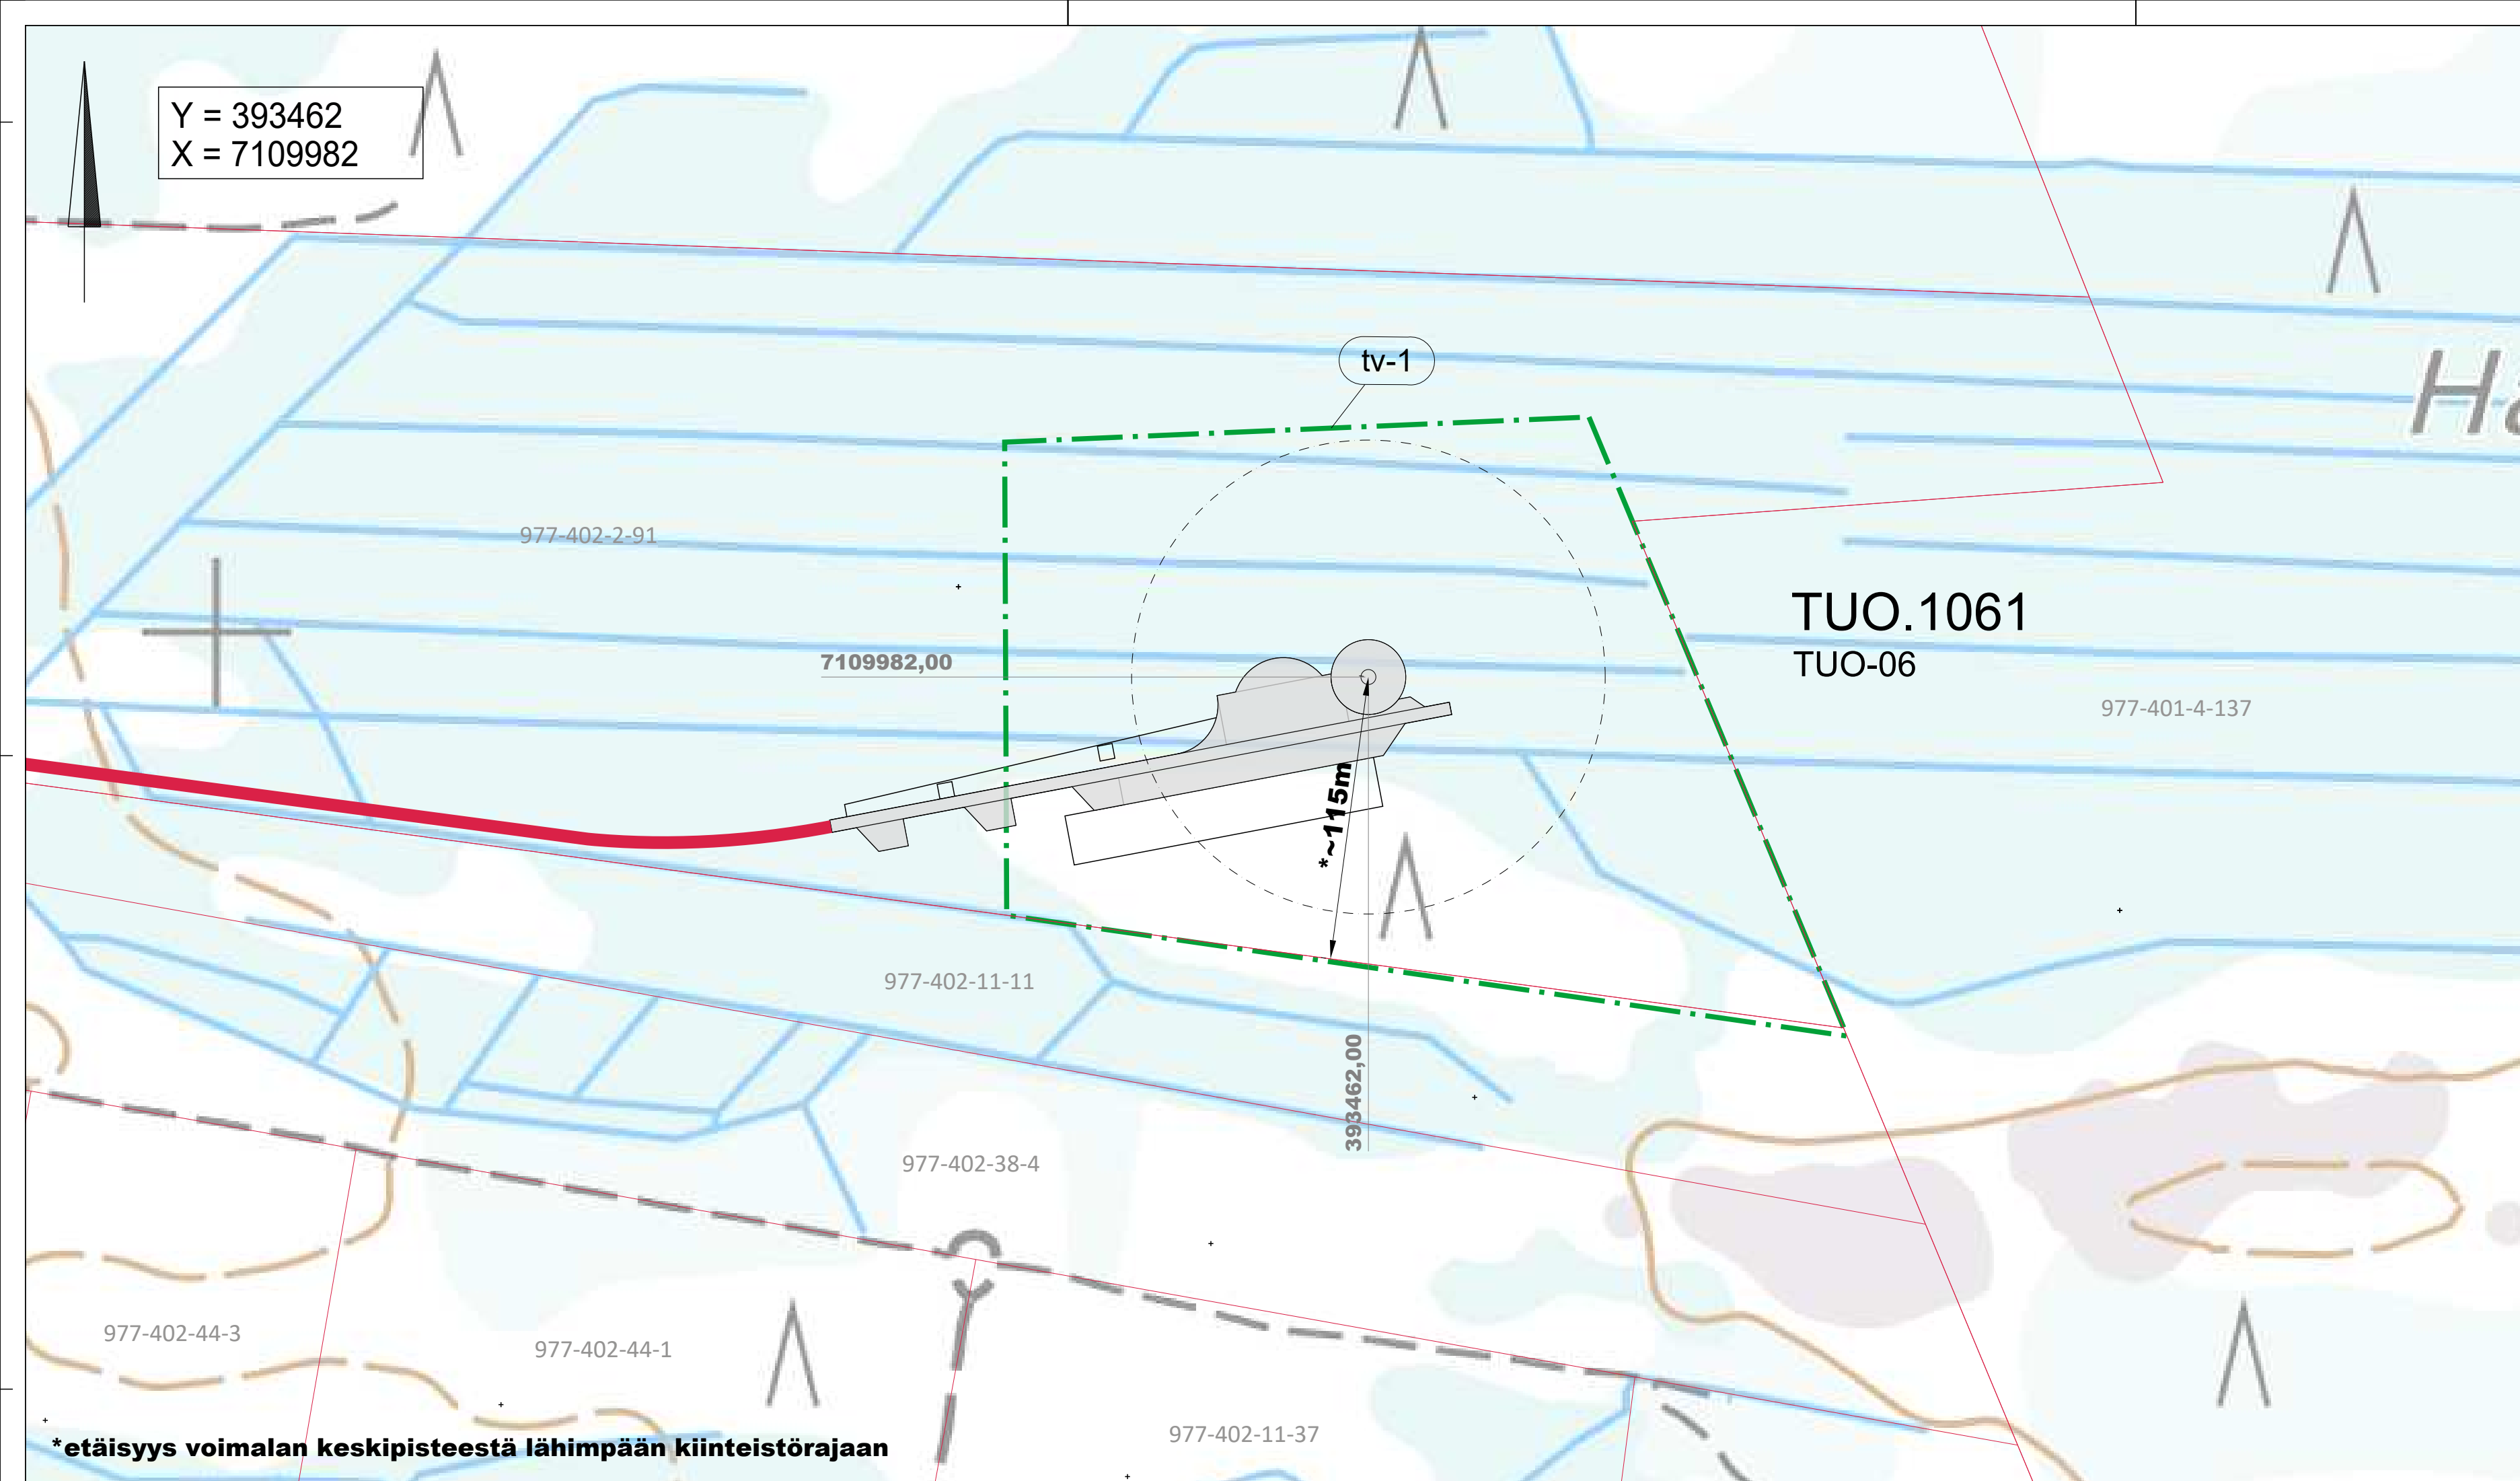 Y = 393462
X = 7109982
tv-1
Ha
977-402-2-91
TUO.1061
TUO-06
7109982,00
977-401-4-137
*~115m
977-402-11-11
393462,00
977-402-38-4
977-402-44-3
977-402-44-1
977-402-11-37
*etäisyys voimalan keskipisteestä lähimpään kiinteistörajaan